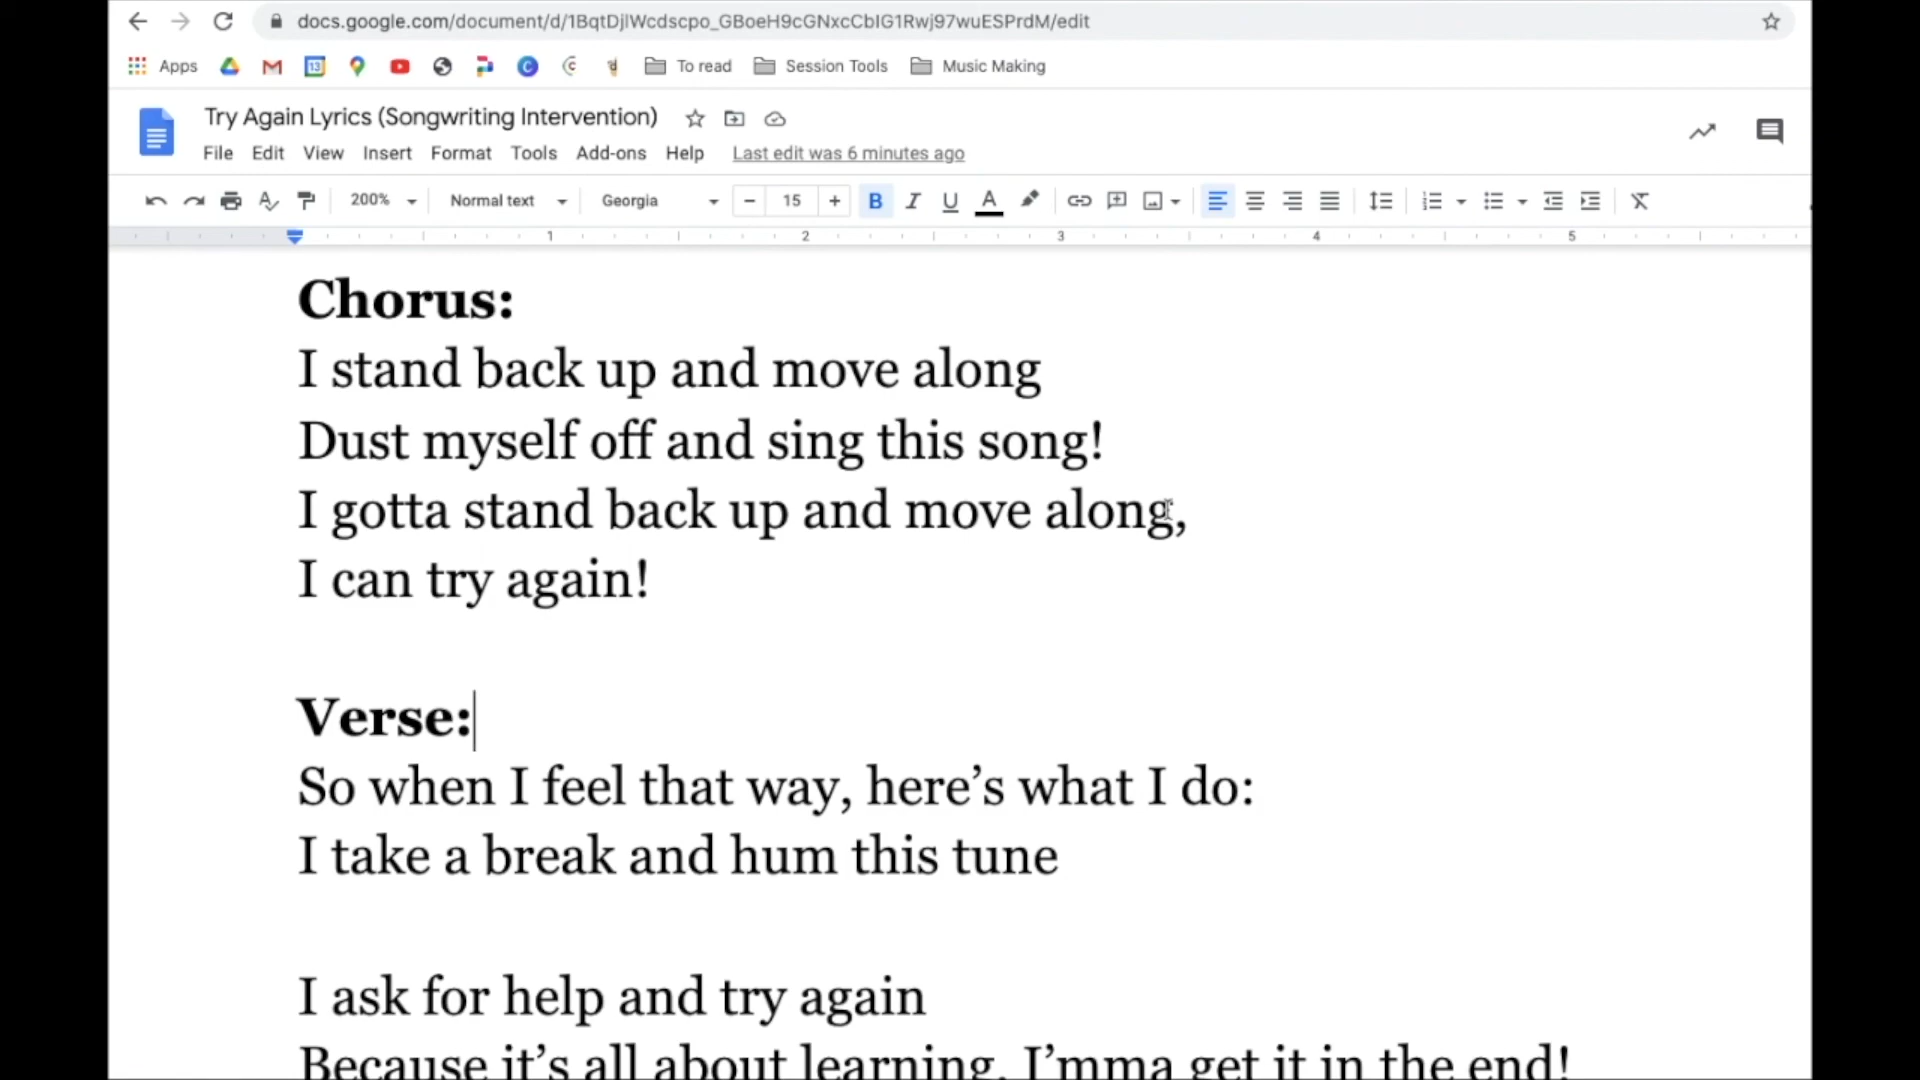 docs.google.com/document/d/1BqtDjlWcdscpo_GBoeH9cGNxcCbIG1Rwj97wuESPrdM/edit
Apps To read Session Tools Music Making
Try Again Lyrics (Songwriting Intervention)
File Edit View Insert Format Tools Add-ons Help Last edit was 6 minutes ago
200% Normal text Georgia 15 B I U A
1 2 3 4 5
Chorus:
I stand back up and move along
Dust myself off and sing this song!
I gotta stand back up and move along,
I can try again!
Verse:
So when I feel that way, here’s what I do:
I take a break and hum this tune
I ask for help and try again
Because it’s all about learning, I’mma get it in the end!